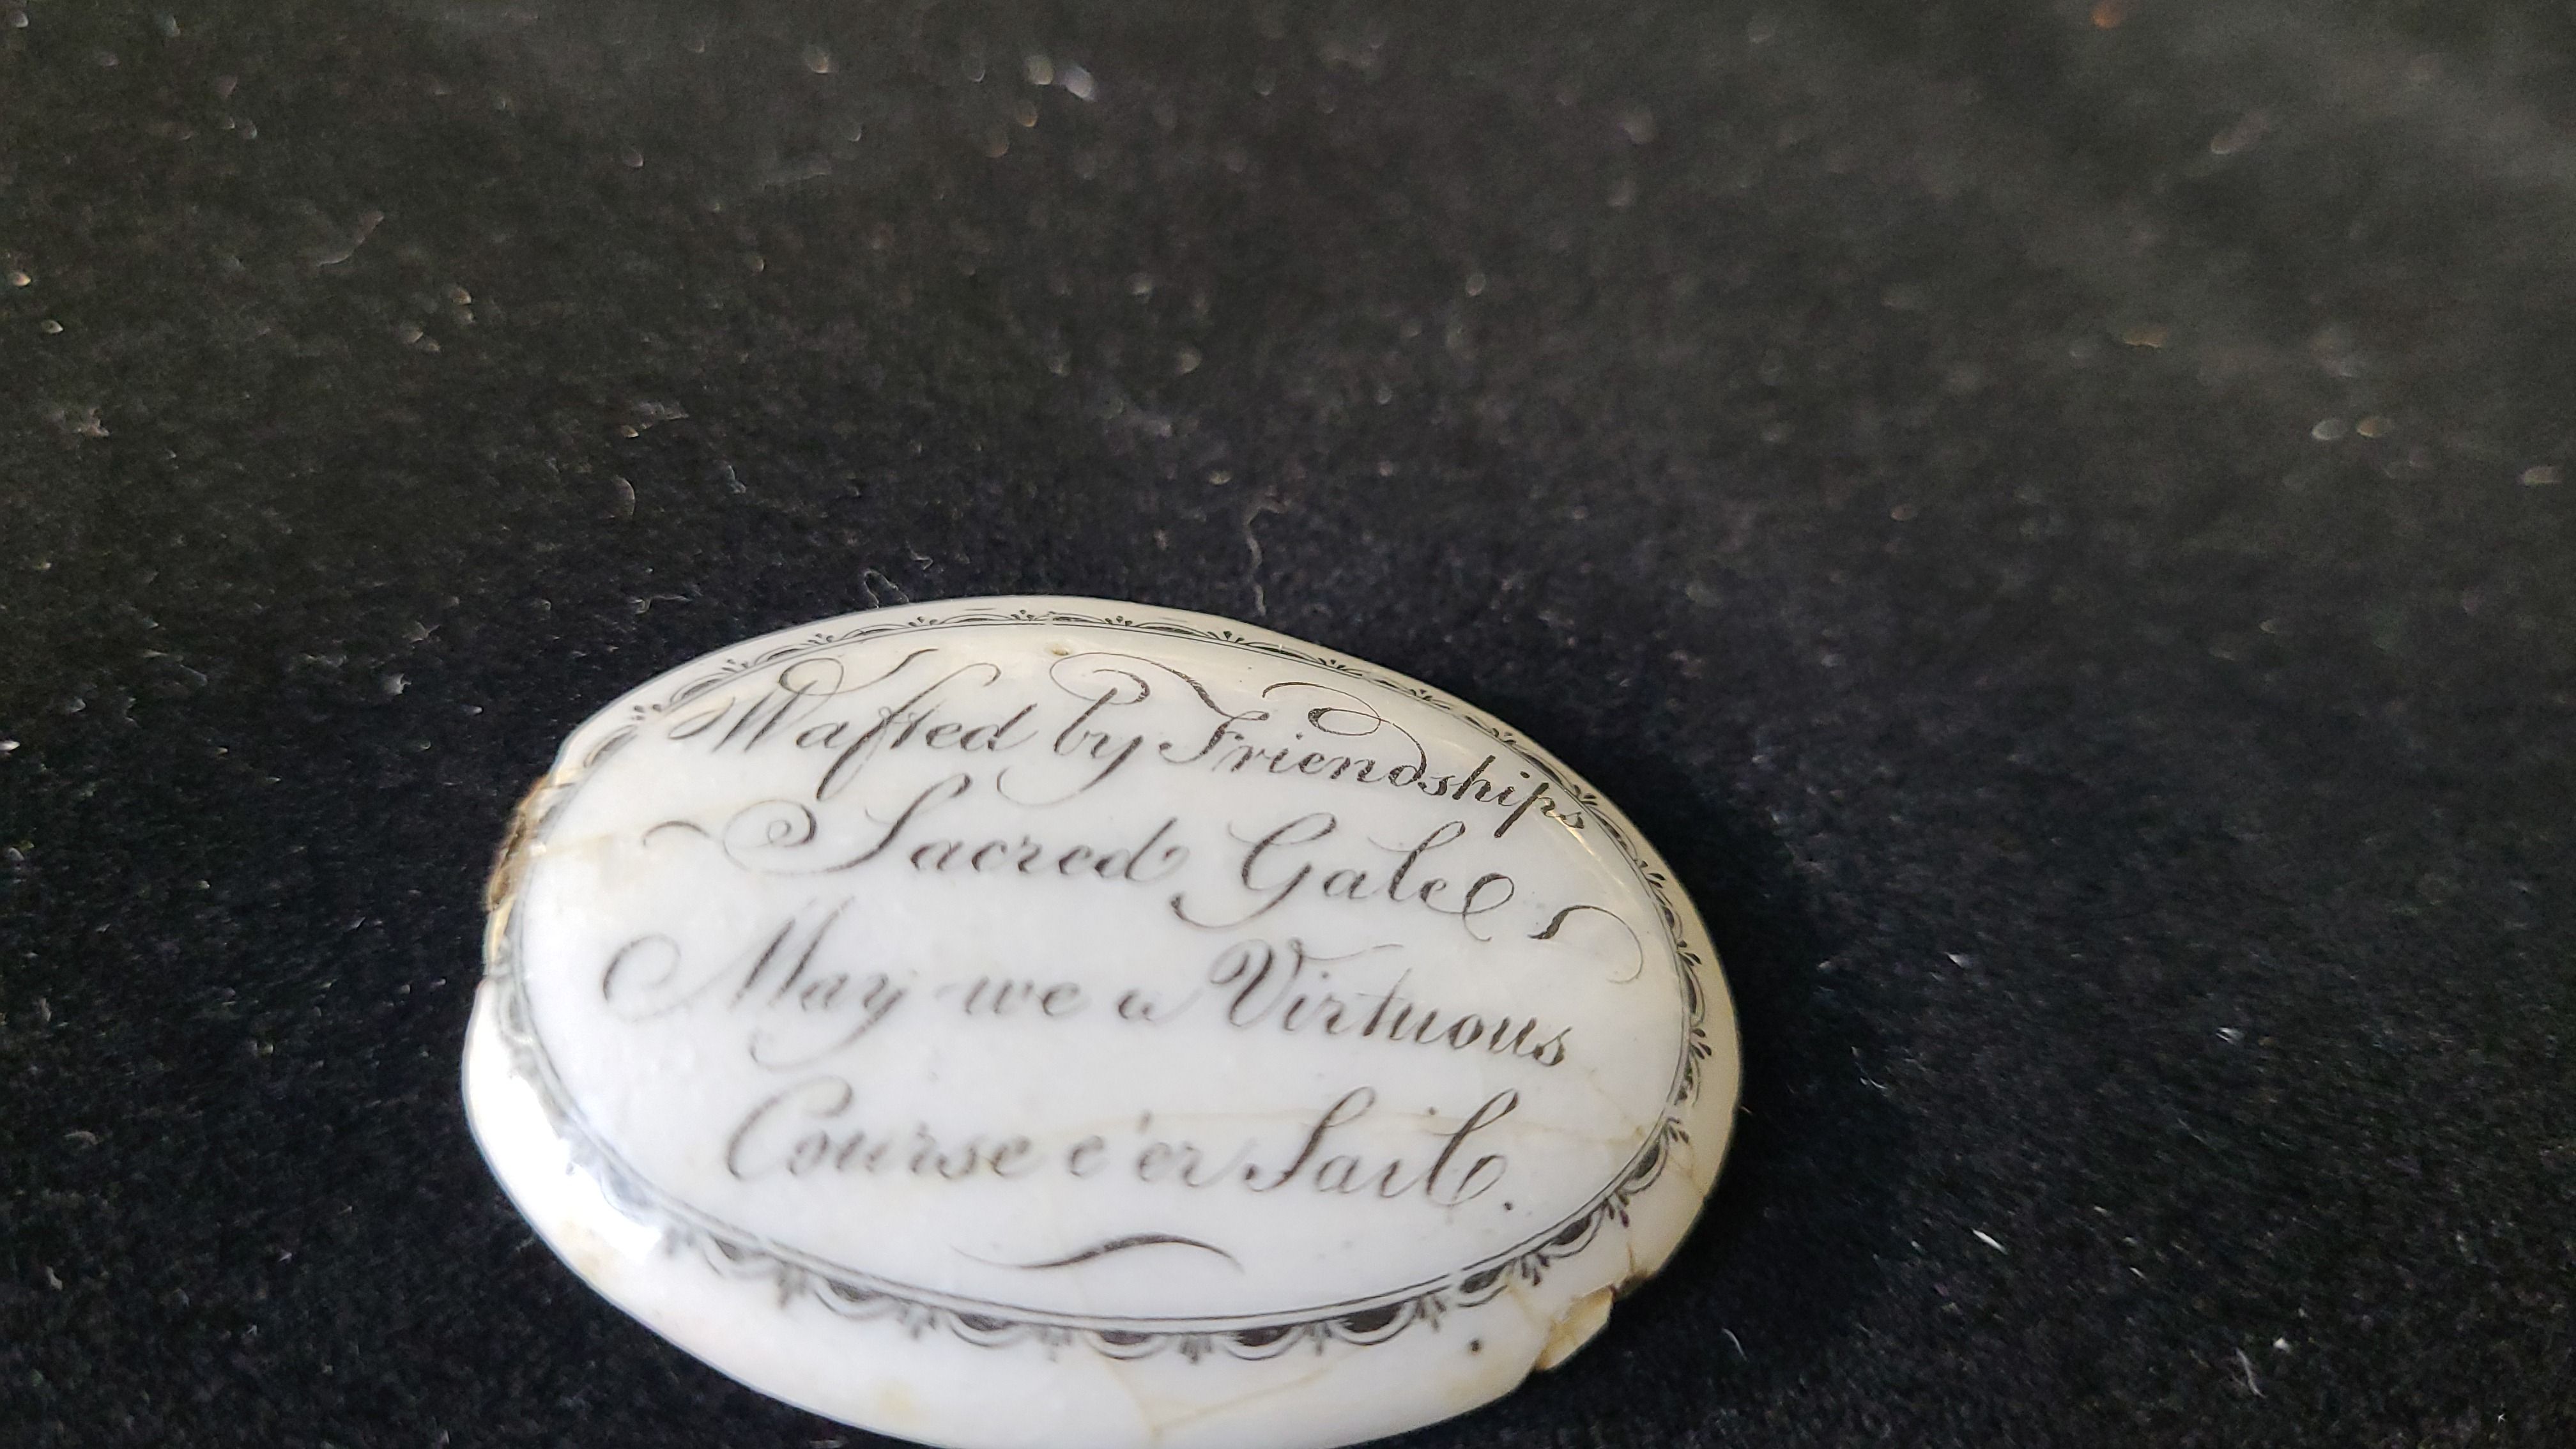 Wafted by Friendships
Sacred Gale
May we a Virtuous
Course e'er Sail.